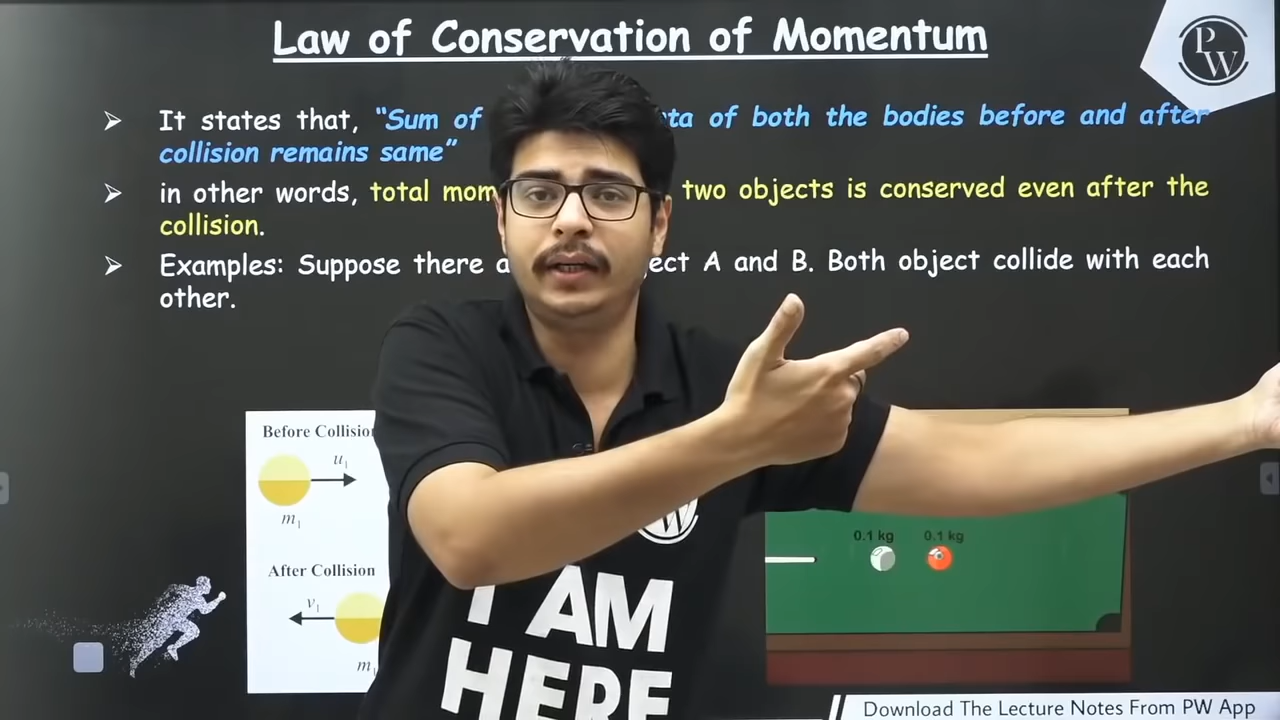 Law of Conservation of Momentum
P
W
It states that, “Sum of ta of both the bodies before and after
collision remains same”
in other words, total mom two objects is conserved even after the
collision.
Examples: Suppose there a ect A and B. Both object collide with each
other.
Before Collision
u1
m1
After Collision
v1
m1
0.1 kg 0.1 kg
W
I AM
HERE
Download The Lecture Notes From PW App